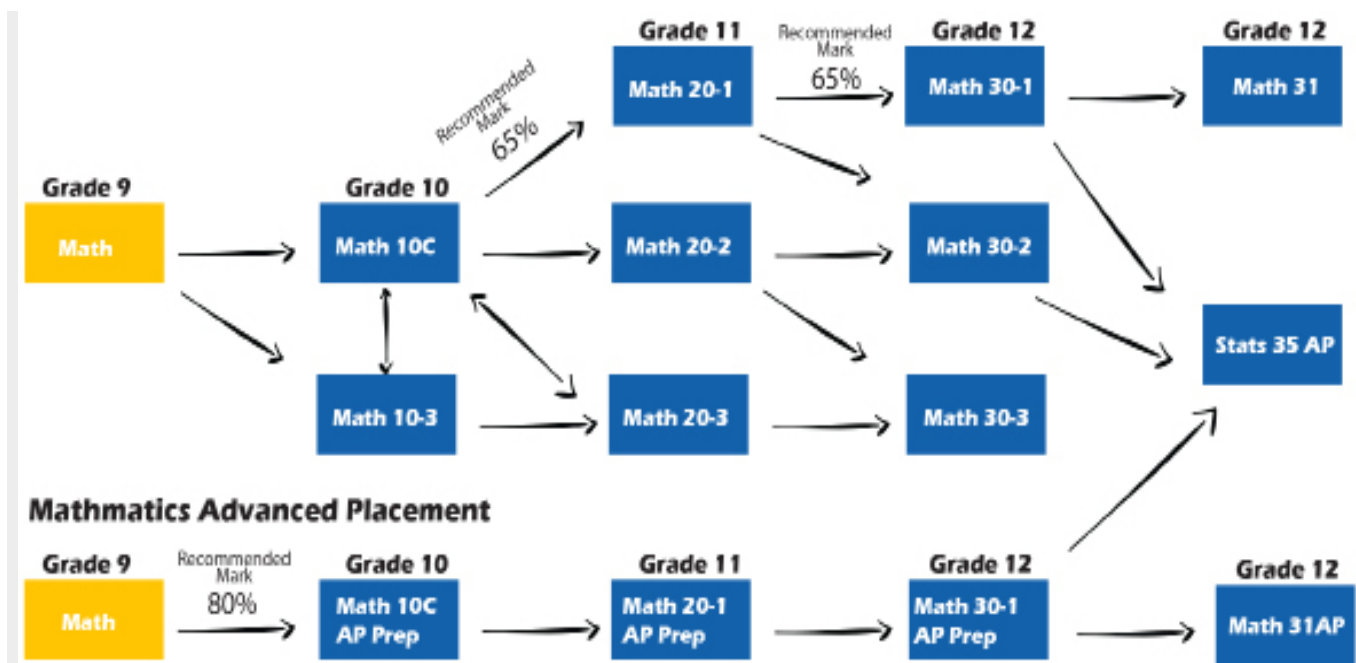 Grade 11
Recommended
Mark
65%
Grade 12
Grade 12
Math 20-1
Math 30-1
Math 31
Recommended
Mark
65%
Grade 9
Grade 10
Math
Math 10C
Math 20-2
Math 30-2
Stats 35 AP
Math 10-3
Math 20-3
Math 30-3
Mathmatics Advanced Placement
Grade 9
Recommended
Mark
80%
Grade 10
Grade 11
Grade 12
Grade 12
Math
Math 10C
AP Prep
Math 20-1
AP Prep
Math 30-1
AP Prep
Math 31AP